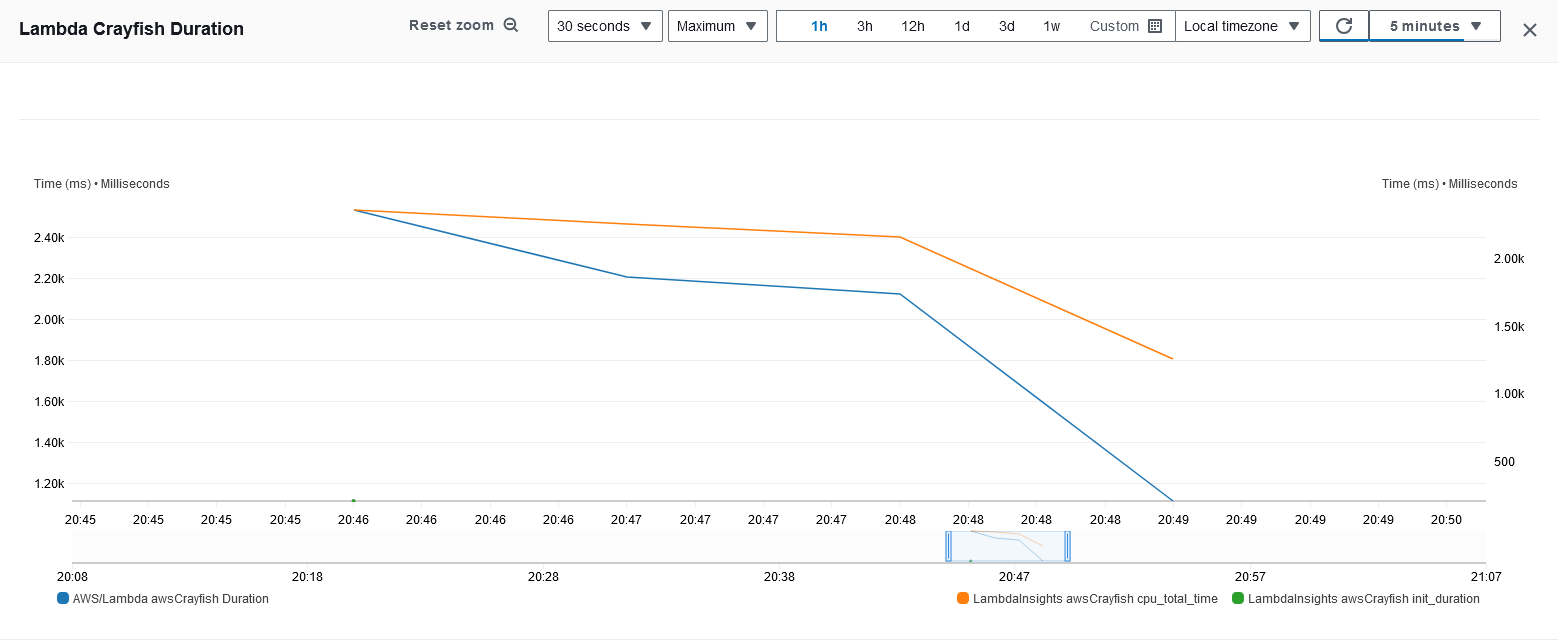 Lambda Crayfish Duration
Reset zoom
30 seconds
Maximum
1h 3h 12h 1d 3d 1w Custom
Local timezone
5 minutes
Time (ms) • Milliseconds
Time (ms) • Milliseconds
2.40k
2.20k
2.00k
1.80k
1.60k
1.40k
1.20k
2.00k
1.50k
1.00k
500
20:45 20:45 20:45 20:45 20:46 20:46 20:46 20:46 20:47 20:47 20:47 20:47 20:48 20:48 20:48 20:48 20:49 20:49 20:49 20:49 20:50
20:08 20:18 20:28 20:38 20:47 20:57 21:07
AWS/Lambda awsCrayfish Duration
LambdaInsights awsCrayfish cpu_total_time
LambdaInsights awsCrayfish init_duration